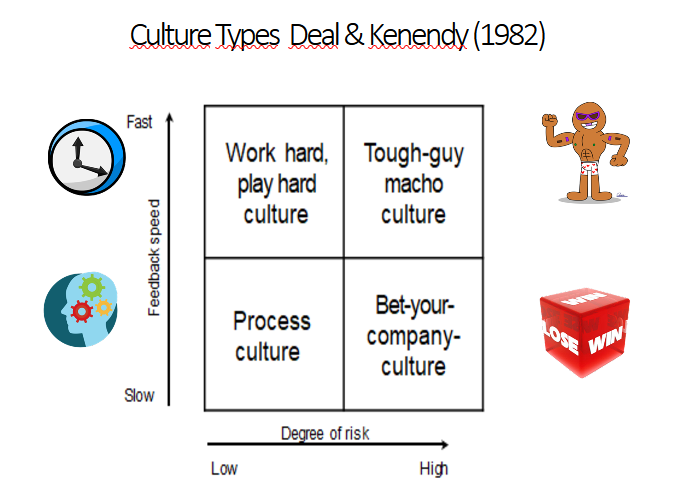 Culture Types Deal & Kenendy (1982)
Fast
Work hard,
play hard
culture
Tough-guy
macho
culture
Feedback speed
Process
culture
Bet-your-
company-
culture
LOSE
WIN
WIN
Slow
Degree of risk
Low
High